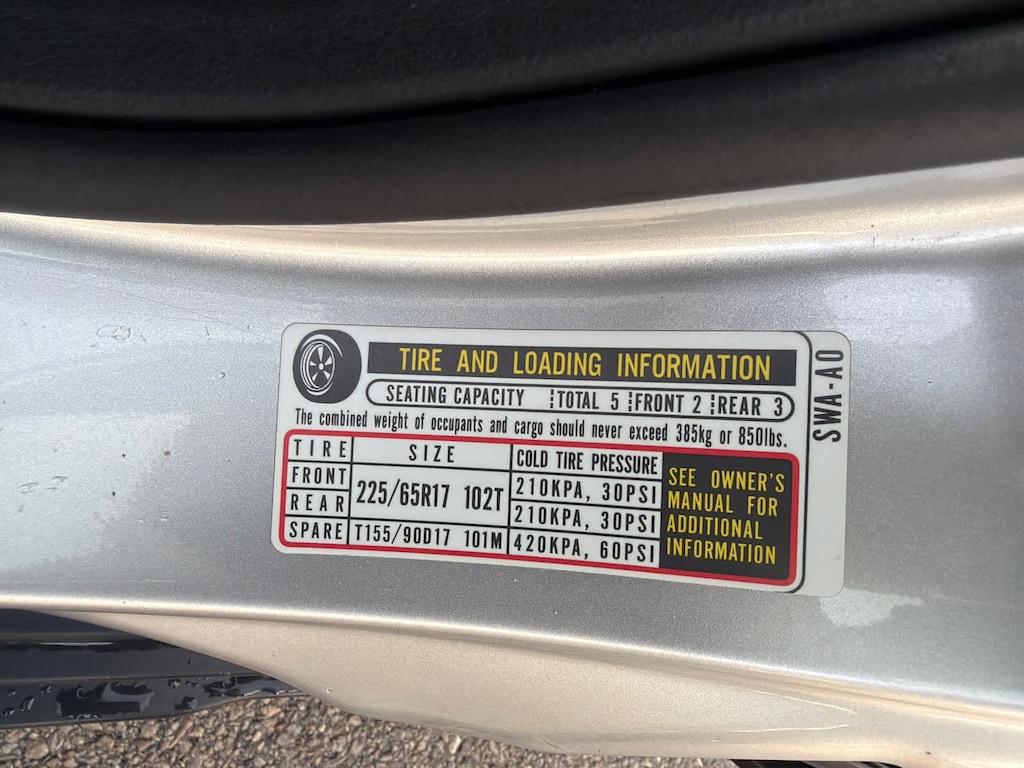 TIRE AND LOADING INFORMATION
SEATING CAPACITY TOTAL 5 FRONT 2 REAR 3
The combined weight of occupants and cargo should never exceed 385kg or 850lbs.
TIRE SIZE COLD TIRE PRESSURE
FRONT 225/65R17 102T 210KPA, 30PSI
REAR 210KPA, 30PSI
SPARE T155/90D17 101M 420KPA, 60PSI
SEE OWNER'S
MANUAL FOR
ADDITIONAL
INFORMATION
SWA-A0